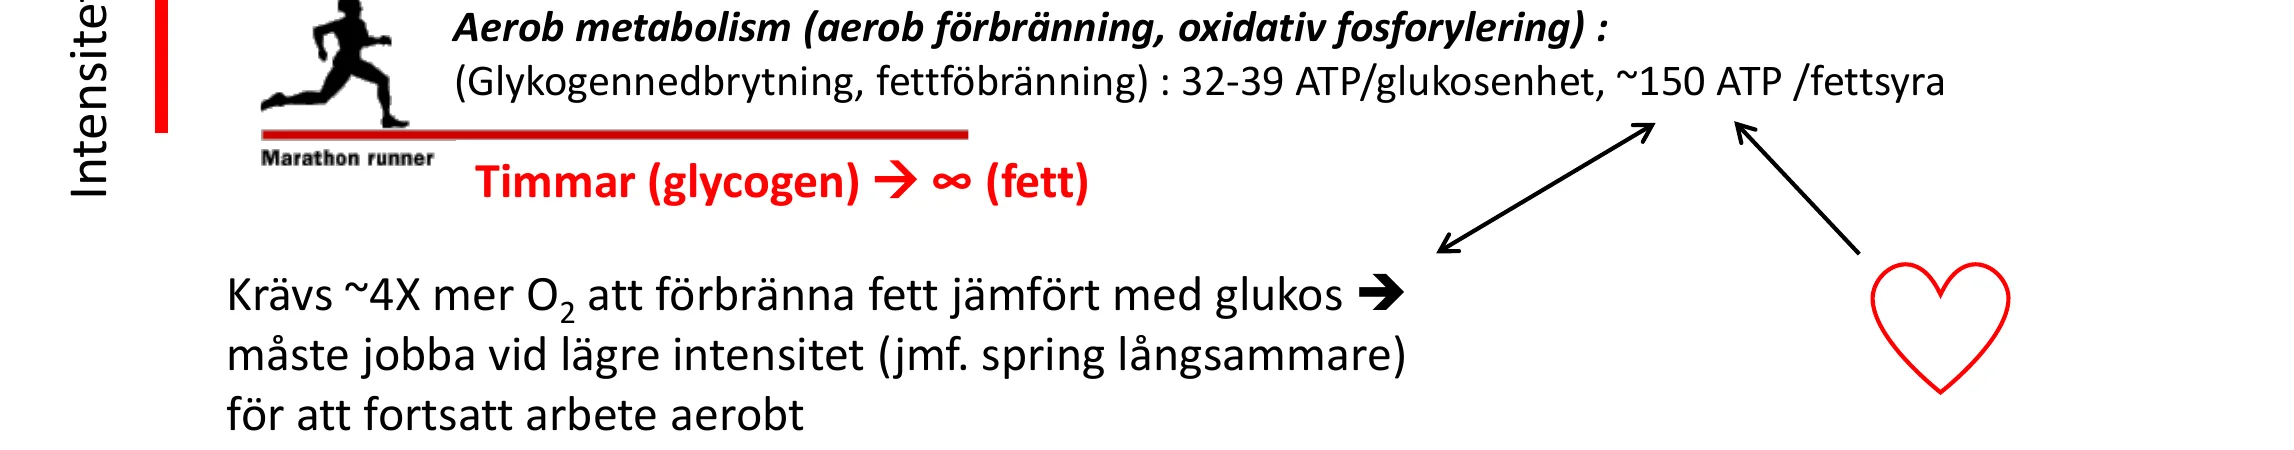 Intensitet
Aerob metabolism (aerob förbränning, oxidativ fosforylering) :
(Glykogennedbrytning, fettföbränning) : 32-39 ATP/glukosenhet, ~150 ATP /fettsyra
Marathon runner
Timmar (glycogen) → ∞ (fett)
Krävs ~4X mer O₂ att förbränna fett jämfört med glukos →
måste jobba vid lägre intensitet (jmf. spring långsammare)
för att fortsatt arbete aerobt